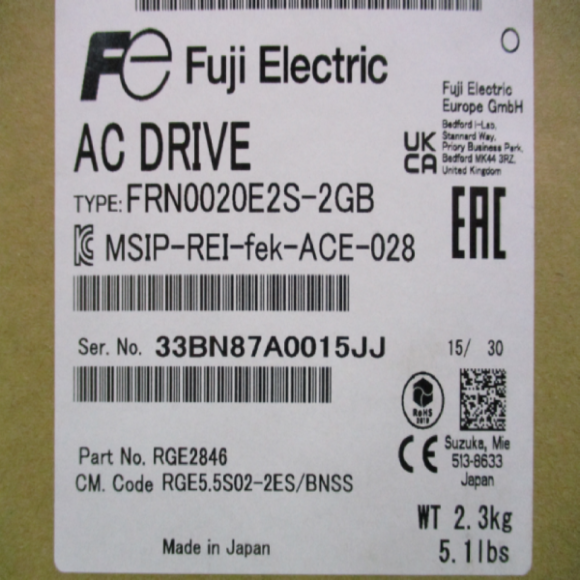 Fe Fuji Electric
Fuji Electric
Europe GmbH
Bedford i-Lab,
Stannard Way,
Priory Business Park,
Bedford MK44 3RZ,
United Kingdom
UK
CA
AC DRIVE
TYPE: FRN0020E2S-2GB
MSIP-REI-fek-ACE-028
EAC
Ser. No. 33BN87A0015JJ
15/ 30
RoHS
CE
Suzuka, Mie
513-8633
Japan
Part No. RGE2846
CM. Code RGE5.5S02-2ES/BNSS
WT 2.3kg
5.1lbs
Made in Japan